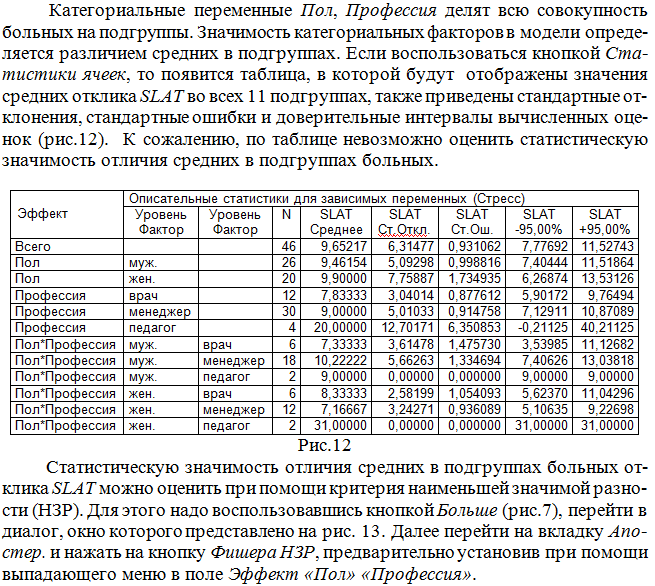 Категориальные переменные Пол, Профессия делят всю совокупность
больных на подгруппы. Значимость категориальных факторов в модели опреде-
ляется различием средних в подгруппах. Если воспользоваться кнопкой Ста-
тистики ячеек, то появится таблица, в которой будут отображены значения
средних отклика SLAT во всех 11 подгруппах, также приведены стандартные от-
клонения, стандартные ошибки и доверительные интервалы вычисленных оце-
нок (рис.12). К сожалению, по таблице невозможно оценить статистическую
значимость отличия средних в подгруппах больных.
Эффект Описательные статистики для зависимых переменных (Стресс)
Уровень Уровень N SLAT SLAT SLAT SLAT SLAT
Фактор Фактор Среднее Ст.Откл. Ст.Ош. -95,00% +95,00%
Всего 46 9,65217 6,31477 0,931062 7,77692 11,52743
Пол муж. 26 9,46154 5,09298 0,998816 7,40444 11,51864
Пол жен. 20 9,90000 7,75887 1,734935 6,26874 13,53126
Профессия врач 12 7,83333 3,04014 0,877612 5,90172 9,76494
Профессия менеджер 30 9,00000 5,01033 0,914758 7,12911 10,87089
Профессия педагог 4 20,00000 12,70171 6,350853 -0,21125 40,21125
Пол*Профессия муж. врач 6 7,33333 3,61478 1,475730 3,53985 11,12682
Пол*Профессия муж. менеджер 18 10,22222 5,66263 1,334694 7,40626 13,03818
Пол*Профессия муж. педагог 2 9,00000 0,00000 0,000000 9,00000 9,00000
Пол*Профессия жен. врач 6 8,33333 2,58199 1,054093 5,62370 11,04296
Пол*Профессия жен. менеджер 12 7,16667 3,24271 0,936089 5,10635 9,22698
Пол*Профессия жен. педагог 2 31,00000 0,00000 0,000000 31,00000 31,00000
Рис.12
Статистическую значимость отличия средних в подгруппах больных от-
клика SLAT можно оценить при помощи критерия наименьшей значимой разно-
сти (НЗР). Для этого надо воспользовавшись кнопкой Больше (рис.7), перейти в
диалог, окно которого представлено на рис. 13. Далее перейти на вкладку Апо-
стер. и нажать на кнопку Фишера НЗР, предварительно установив при помощи
выпадающего меню в поле Эффект «Пол» «Профессия».